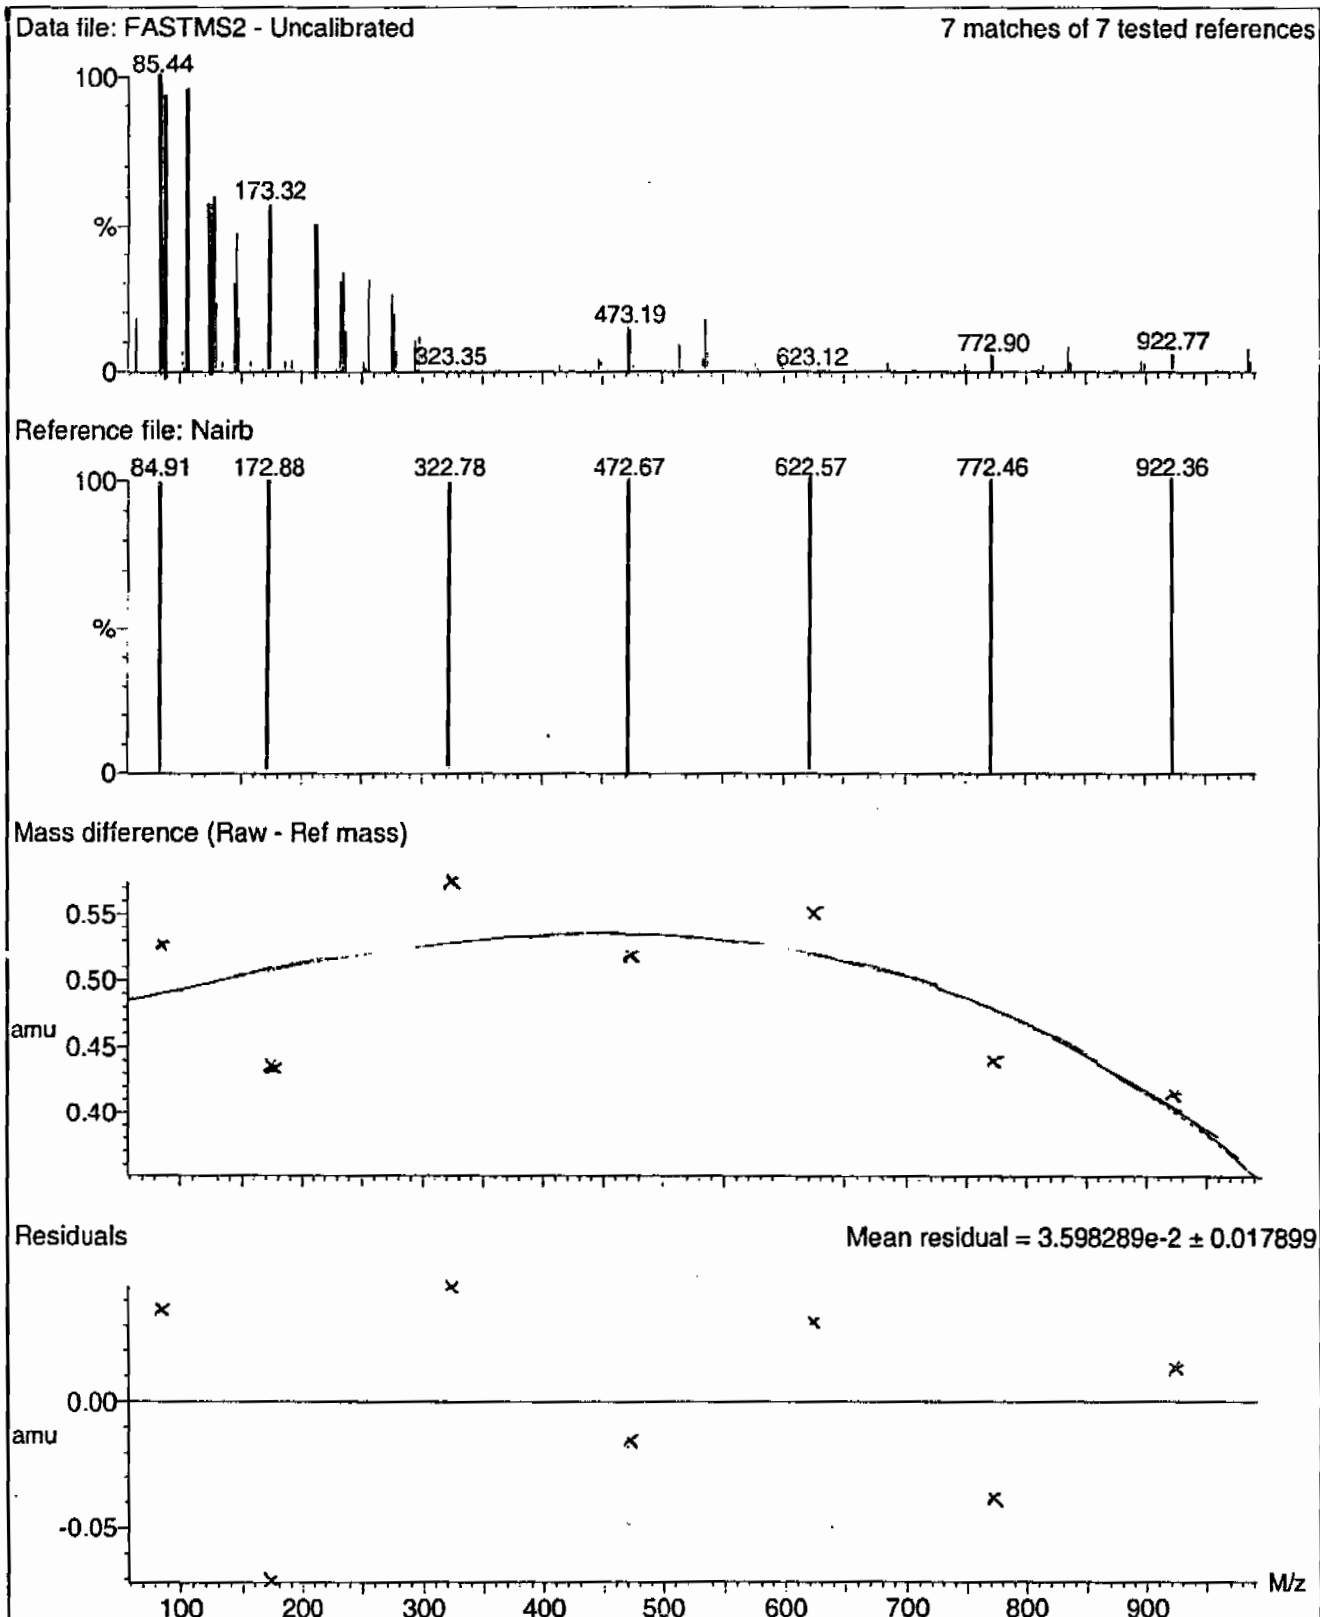 Data file: FASTMS2 - Uncalibrated 7 matches of 7 tested references
85.44
100
173.32
%
473.19
323.35 623.12 772.90 922.77
0
Reference file: Nairb
84.91 172.88 322.78 472.67 622.57 772.46 922.36
100
%
0
Mass difference (Raw - Ref mass)
0.55
0.50
amu
0.45
0.40
Residuals Mean residual = 3.598289e-2 ± 0.017899
0.00
amu
-0.05
M/z
100 200 300 400 500 600 700 800 900